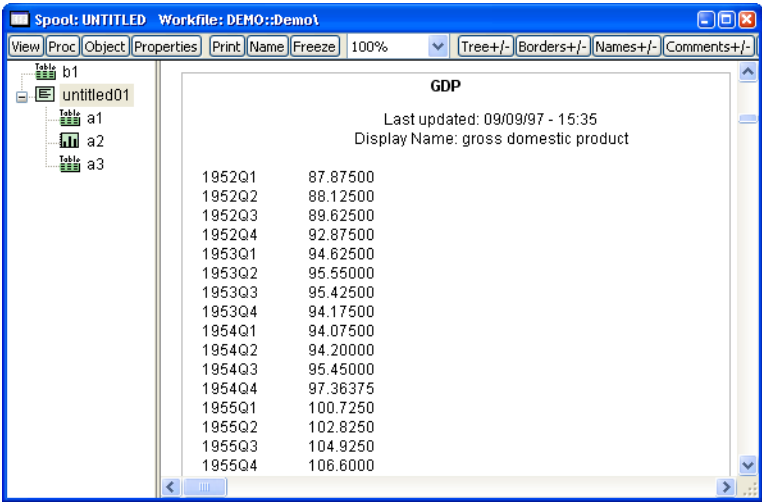 Spool: UNTITLED Workfile: DEMO::Demo\
View Proc Object Properties Print Name Freeze 100% Tree+/- Borders+/- Names+/- Comments+/-
Table b1
untitled01
Table a1
a2
Table a3
GDP
Last updated: 09/09/97 - 15:35
Display Name: gross domestic product
1952Q1 87.87500
1952Q2 88.12500
1952Q3 89.62500
1952Q4 92.87500
1953Q1 94.62500
1953Q2 95.55000
1953Q3 95.42500
1953Q4 94.17500
1954Q1 94.07500
1954Q2 94.20000
1954Q3 95.45000
1954Q4 97.36375
1955Q1 100.7250
1955Q2 102.8250
1955Q3 104.9250
1955Q4 106.6000